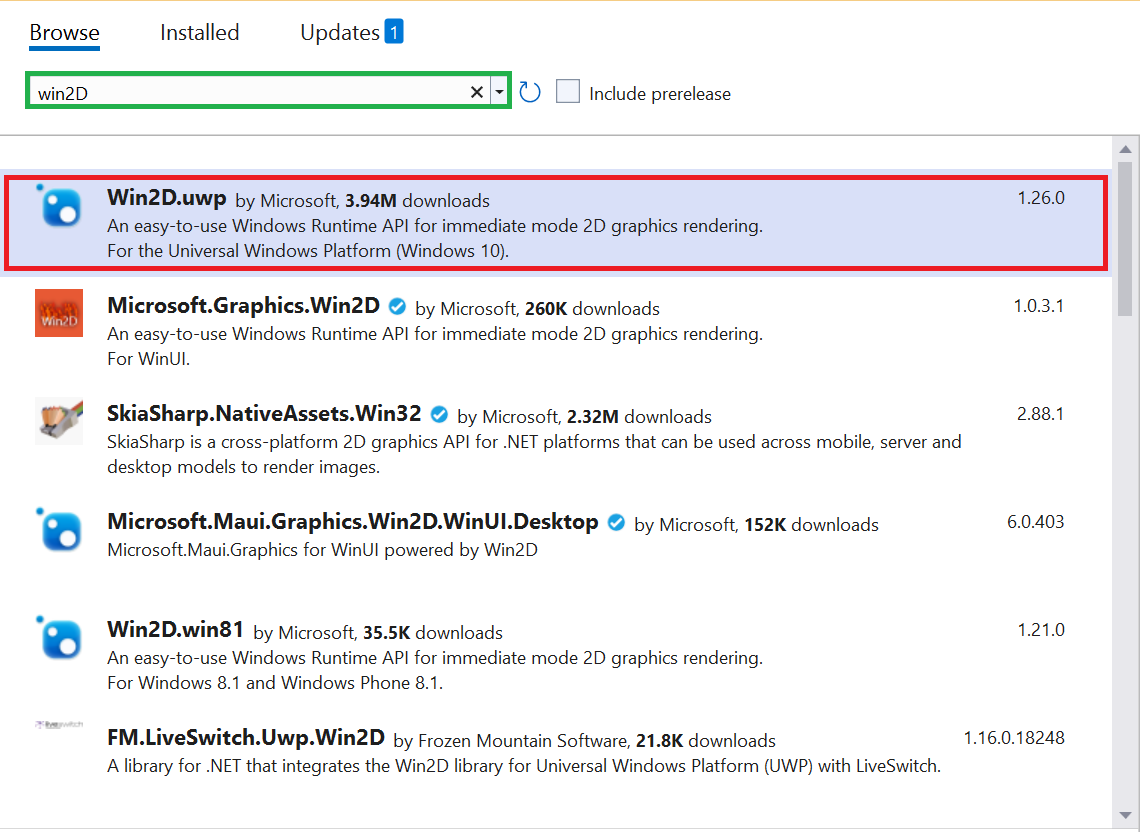 Browse Installed Updates 1
win2D Include prerelease
Win2D.uwp by Microsoft, 3.94M downloads 1.26.0
An easy-to-use Windows Runtime API for immediate mode 2D graphics rendering.
For the Universal Windows Platform (Windows 10).
Win2D
Microsoft.Graphics.Win2D by Microsoft, 260K downloads 1.0.3.1
An easy-to-use Windows Runtime API for immediate mode 2D graphics rendering.
For WinUI.
SkiaSharp.NativeAssets.Win32 by Microsoft, 2.32M downloads 2.88.1
SkiaSharp is a cross-platform 2D graphics API for .NET platforms that can be used across mobile, server and
desktop models to render images.
Microsoft.Maui.Graphics.Win2D.WinUI.Desktop by Microsoft, 152K downloads 6.0.403
Microsoft.Maui.Graphics for WinUI powered by Win2D
Win2D.win81 by Microsoft, 35.5K downloads 1.21.0
An easy-to-use Windows Runtime API for immediate mode 2D graphics rendering.
For Windows 8.1 and Windows Phone 8.1.
liveswitch
FM.LiveSwitch.Uwp.Win2D by Frozen Mountain Software, 21.8K downloads 1.16.0.18248
A library for .NET that integrates the Win2D library for Universal Windows Platform (UWP) with LiveSwitch.